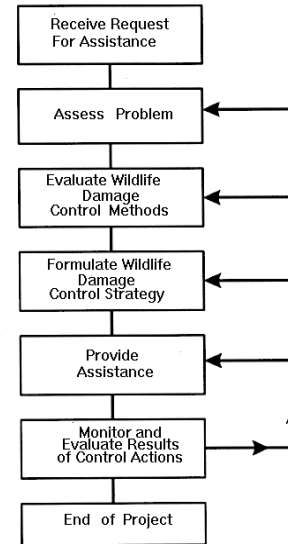 Receive Request
For Assistance
Assess Problem
Evaluate Wildlife
Damage
Control Methods
Formulate Wildlife
Damage
Control Strategy
Provide
Assistance
Monitor and
Evaluate Results
of Control Actions
End of Project